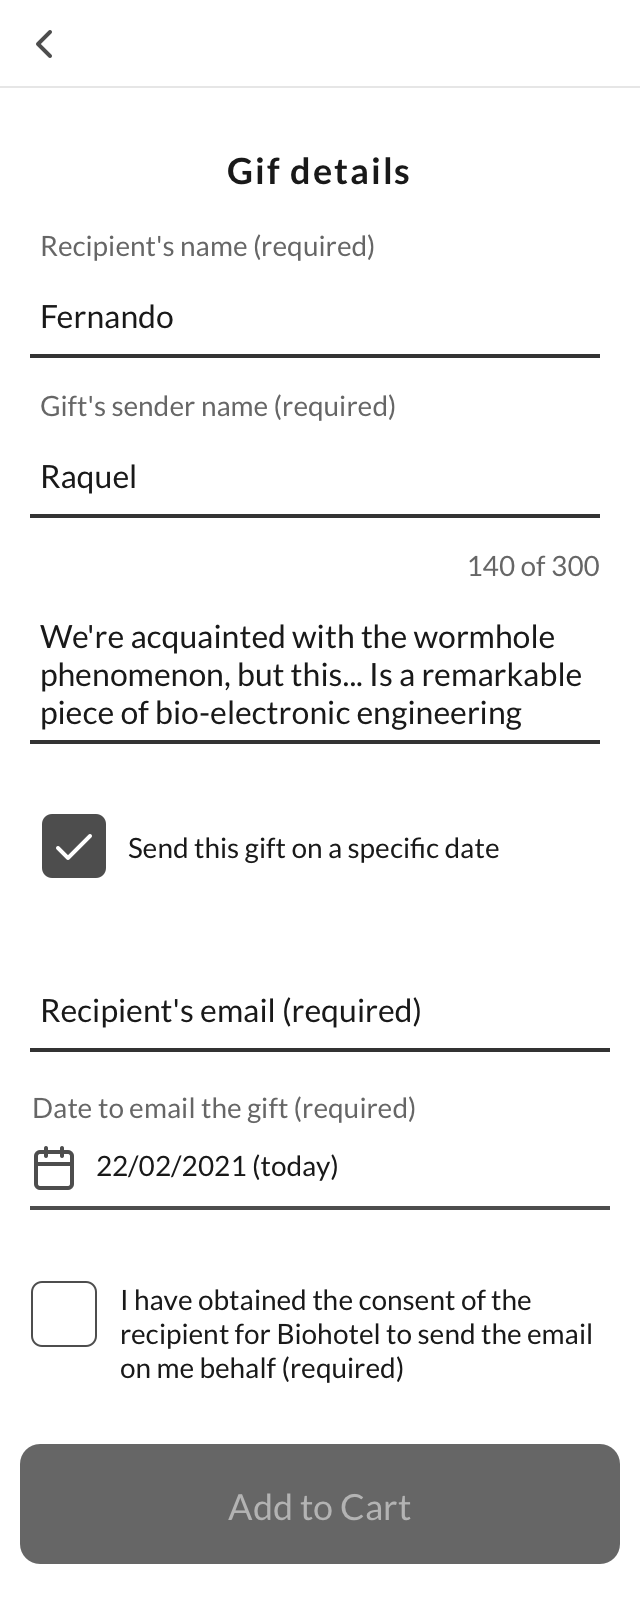 Gif details
Recipient's name (required)
Fernando
Gift's sender name (required)
Raquel
140 of 300
We're acquainted with the wormhole
phenomenon, but this... Is a remarkable
piece of bio-electronic engineering
Send this gift on a specific date
Recipient's email (required)
Date to email the gift (required)
22/02/2021 (today)
I have obtained the consent of the
recipient for Biohotel to send the email
on me behalf (required)
Add to Cart